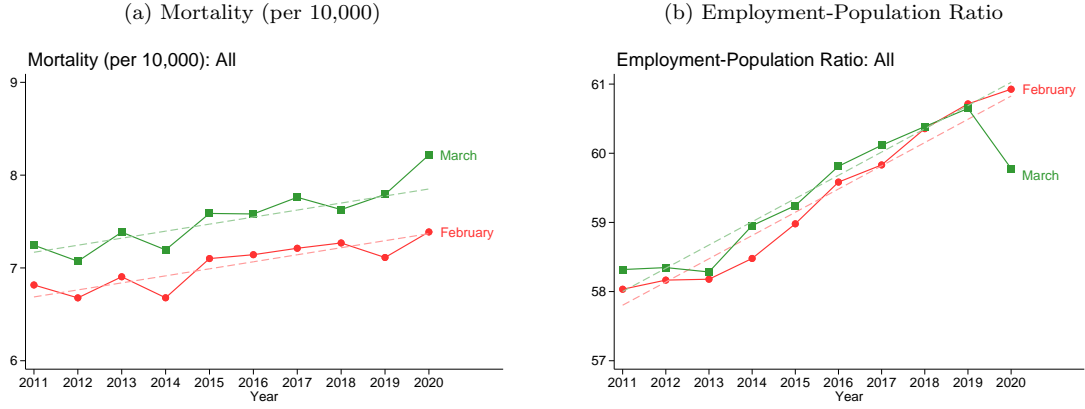 (a) Mortality (per 10,000)
Mortality (per 10,000): All
9
8
7
6
March
February
2011 2012 2013 2014 2015 2016 2017 2018 2019 2020
Year
(b) Employment-Population Ratio
Employment-Population Ratio: All
61
60
59
58
57
February
March
2011 2012 2013 2014 2015 2016 2017 2018 2019 2020
Year